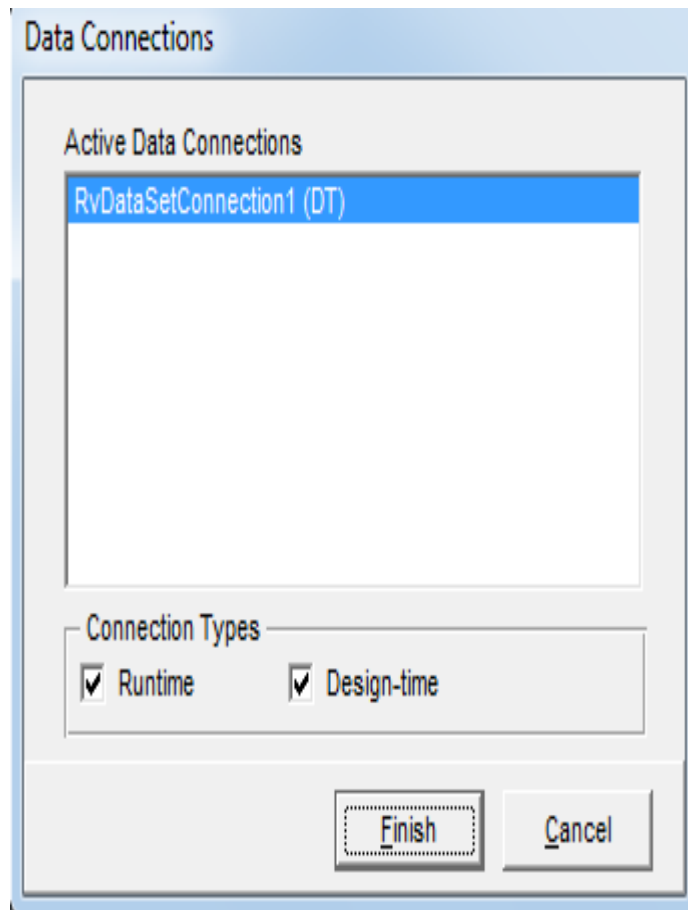 Data Connections
Active Data Connections
RvDataSetConnection1 (DT)
Connection Types
Runtime Design-time
Finish Cancel